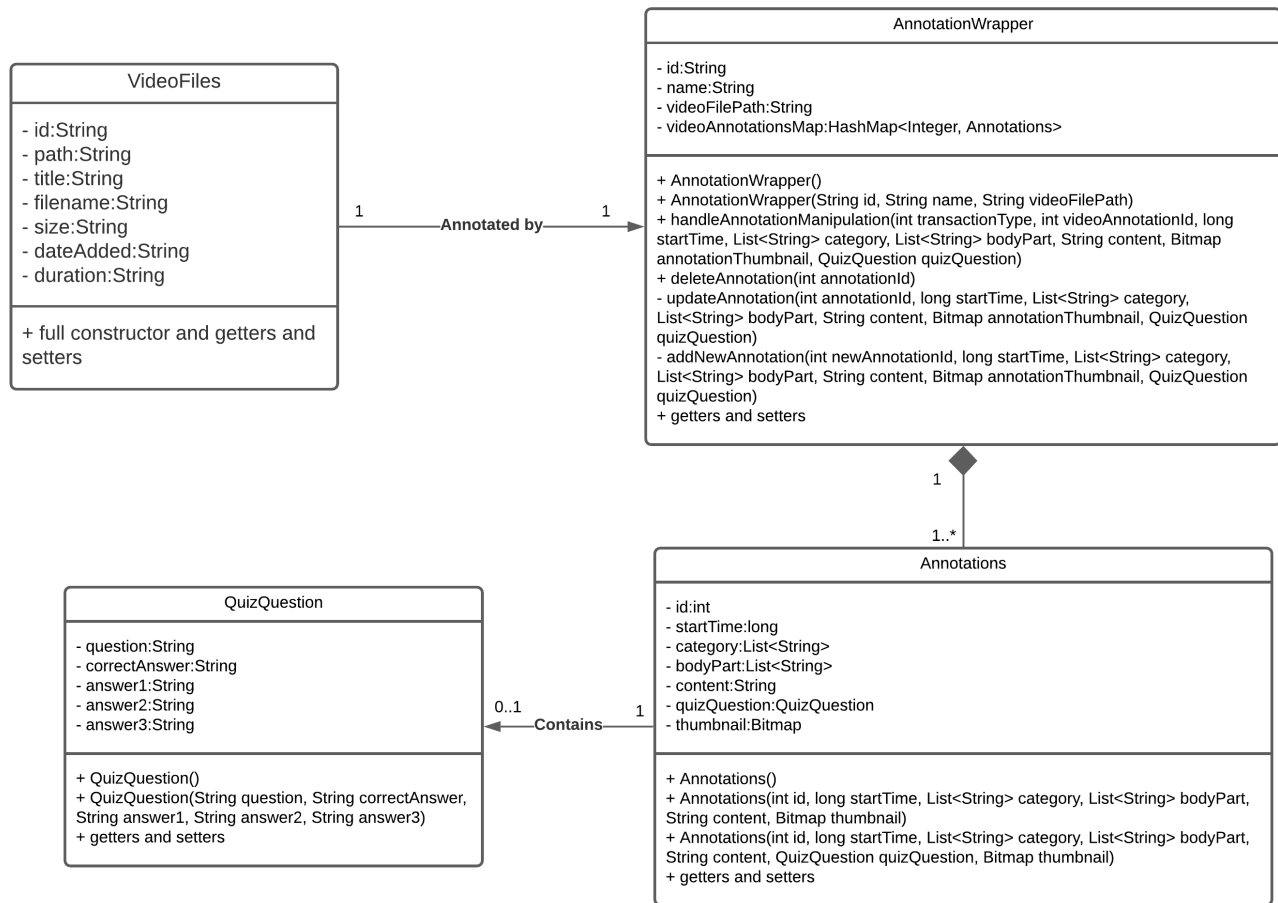 VideoFiles
- id:String
- path:String
- title:String
- filename:String
- size:String
- dateAdded:String
- duration:String
+ full constructor and getters and
setters
1
Annotated by
1
AnnotationWrapper
- id:String
- name:String
- videoFilePath:String
- videoAnnotationsMap:HashMap<Integer, Annotations>
+ AnnotationWrapper()
+ AnnotationWrapper(String id, String name, String videoFilePath)
+ handleAnnotationManipulation(int transactionType, int videoAnnotationId, long
startTime, List<String> category, List<String> bodyPart, String content, Bitmap
annotationThumbnail, QuizQuestion quizQuestion)
+ deleteAnnotation(int annotationId)
- updateAnnotation(int annotationId, long startTime, List<String> category,
List<String> bodyPart, String content, Bitmap annotationThumbnail, QuizQuestion
quizQuestion)
- addNewAnnotation(int newAnnotationId, long startTime, List<String> category,
List<String> bodyPart, String content, Bitmap annotationThumbnail, QuizQuestion
quizQuestion)
+ getters and setters
1
1..*
QuizQuestion
- question:String
- correctAnswer:String
- answer1:String
- answer2:String
- answer3:String
+ QuizQuestion()
+ QuizQuestion(String question, String correctAnswer,
String answer1, String answer2, String answer3)
+ getters and setters
0..1
Contains
1
Annotations
- id:int
- startTime:long
- category:List<String>
- bodyPart:List<String>
- content:String
- quizQuestion:QuizQuestion
- thumbnail:Bitmap
+ Annotations()
+ Annotations(int id, long startTime, List<String> category, List<String> bodyPart,
String content, Bitmap thumbnail)
+ Annotations(int id, long startTime, List<String> category, List<String> bodyPart,
String content, QuizQuestion quizQuestion, Bitmap thumbnail)
+ getters and setters